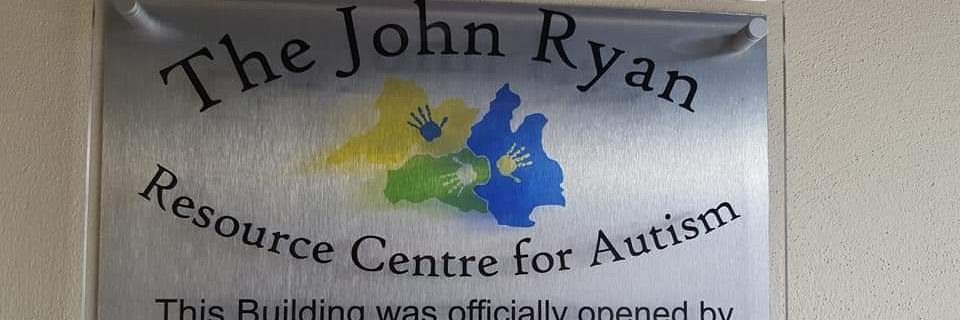 The John Ryan
Resource Centre for Autism
This Building was officially opened by